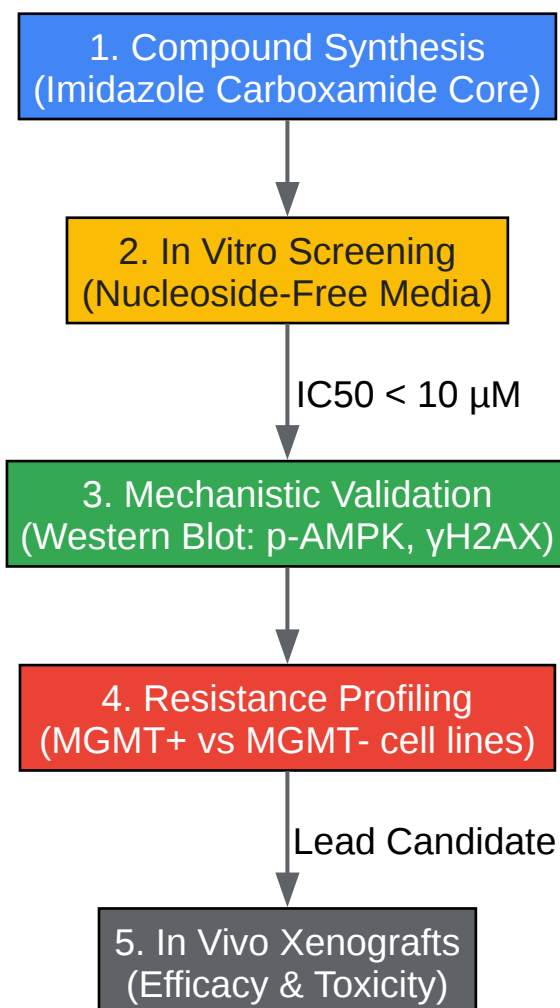 1. Compound Synthesis
(Imidazole Carboxamide Core)
2. In Vitro Screening
(Nucleoside-Free Media)
IC50 < 10 µM
3. Mechanistic Validation
(Western Blot: p-AMPK, γH2AX)
4. Resistance Profiling
(MGMT+ vs MGMT- cell lines)
Lead Candidate
5. In Vivo Xenografts
(Efficacy & Toxicity)